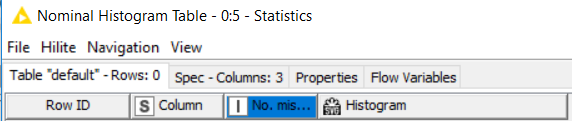 Nominal Histogram Table - 0:5 - Statistics
File Hilite Navigation View
Table "default" - Rows: 0 Spec - Columns: 3 Properties Flow Variables
Row ID S Column I No. mis... Histogram